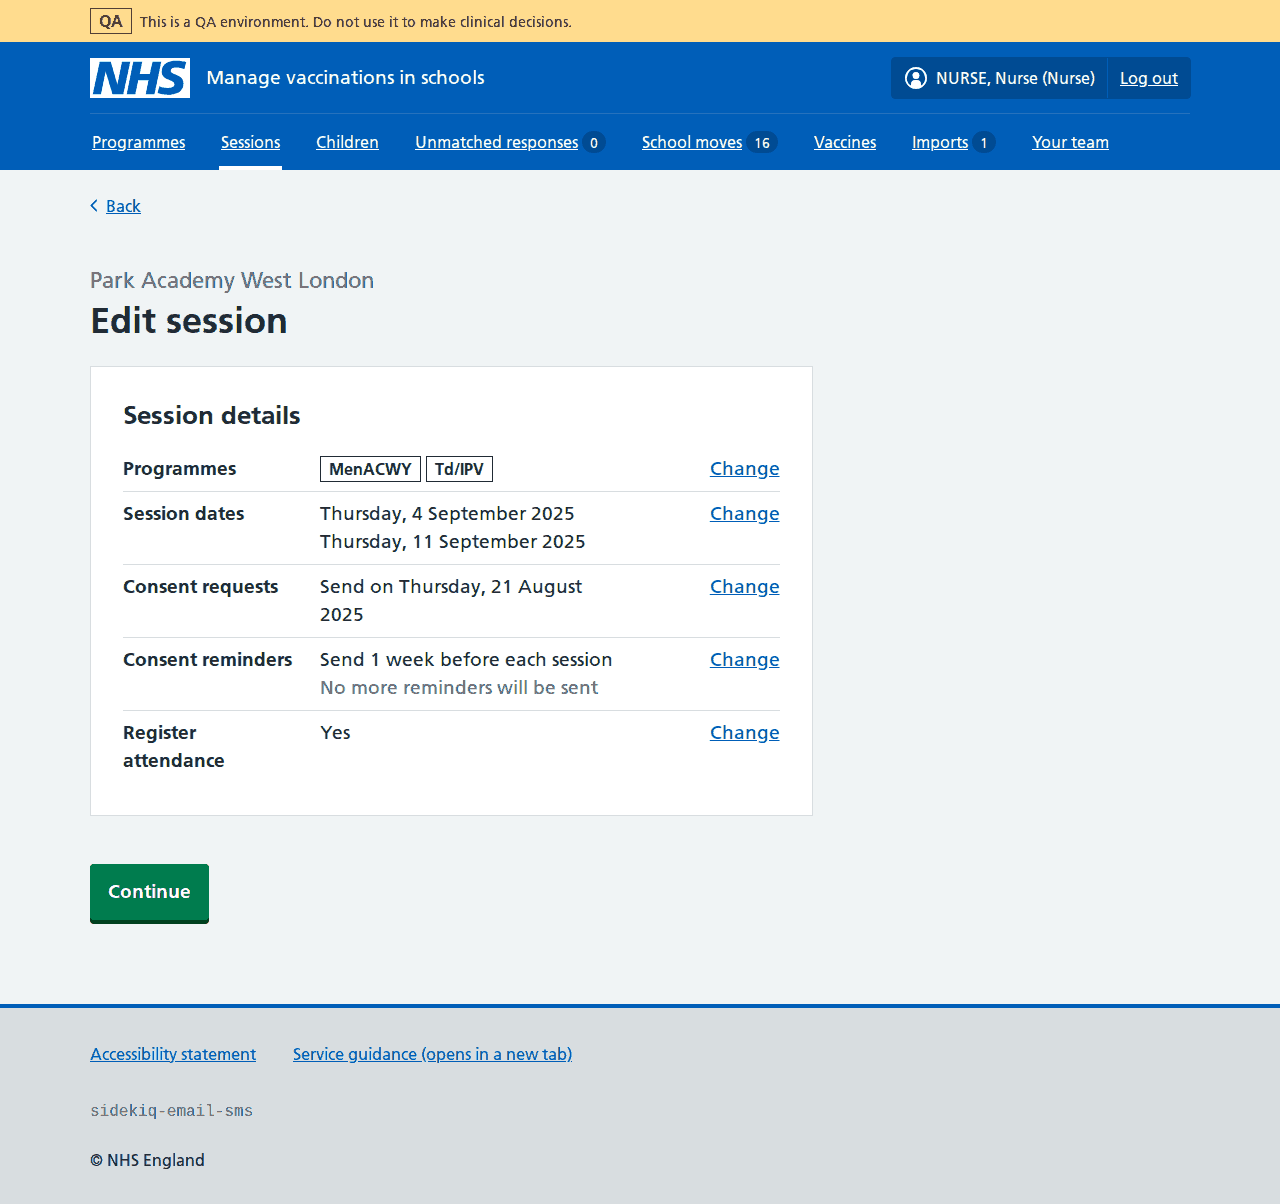 QA This is a QA environment. Do not use it to make clinical decisions.
NHS Manage vaccinations in schools NURSE, Nurse (Nurse) Log out
Programmes Sessions Children Unmatched responses 0 School moves 16 Vaccines Imports 1 Your team
Back
Park Academy West London
Edit session
Session details
Programmes MenACWY Td/IPV Change
Session dates Thursday, 4 September 2025 Change
Thursday, 11 September 2025
Consent requests Send on Thursday, 21 August Change
2025
Consent reminders Send 1 week before each session Change
No more reminders will be sent
Register Yes Change
attendance
Continue
Accessibility statement Service guidance (opens in a new tab)
sidekiq-email-sms
© NHS England